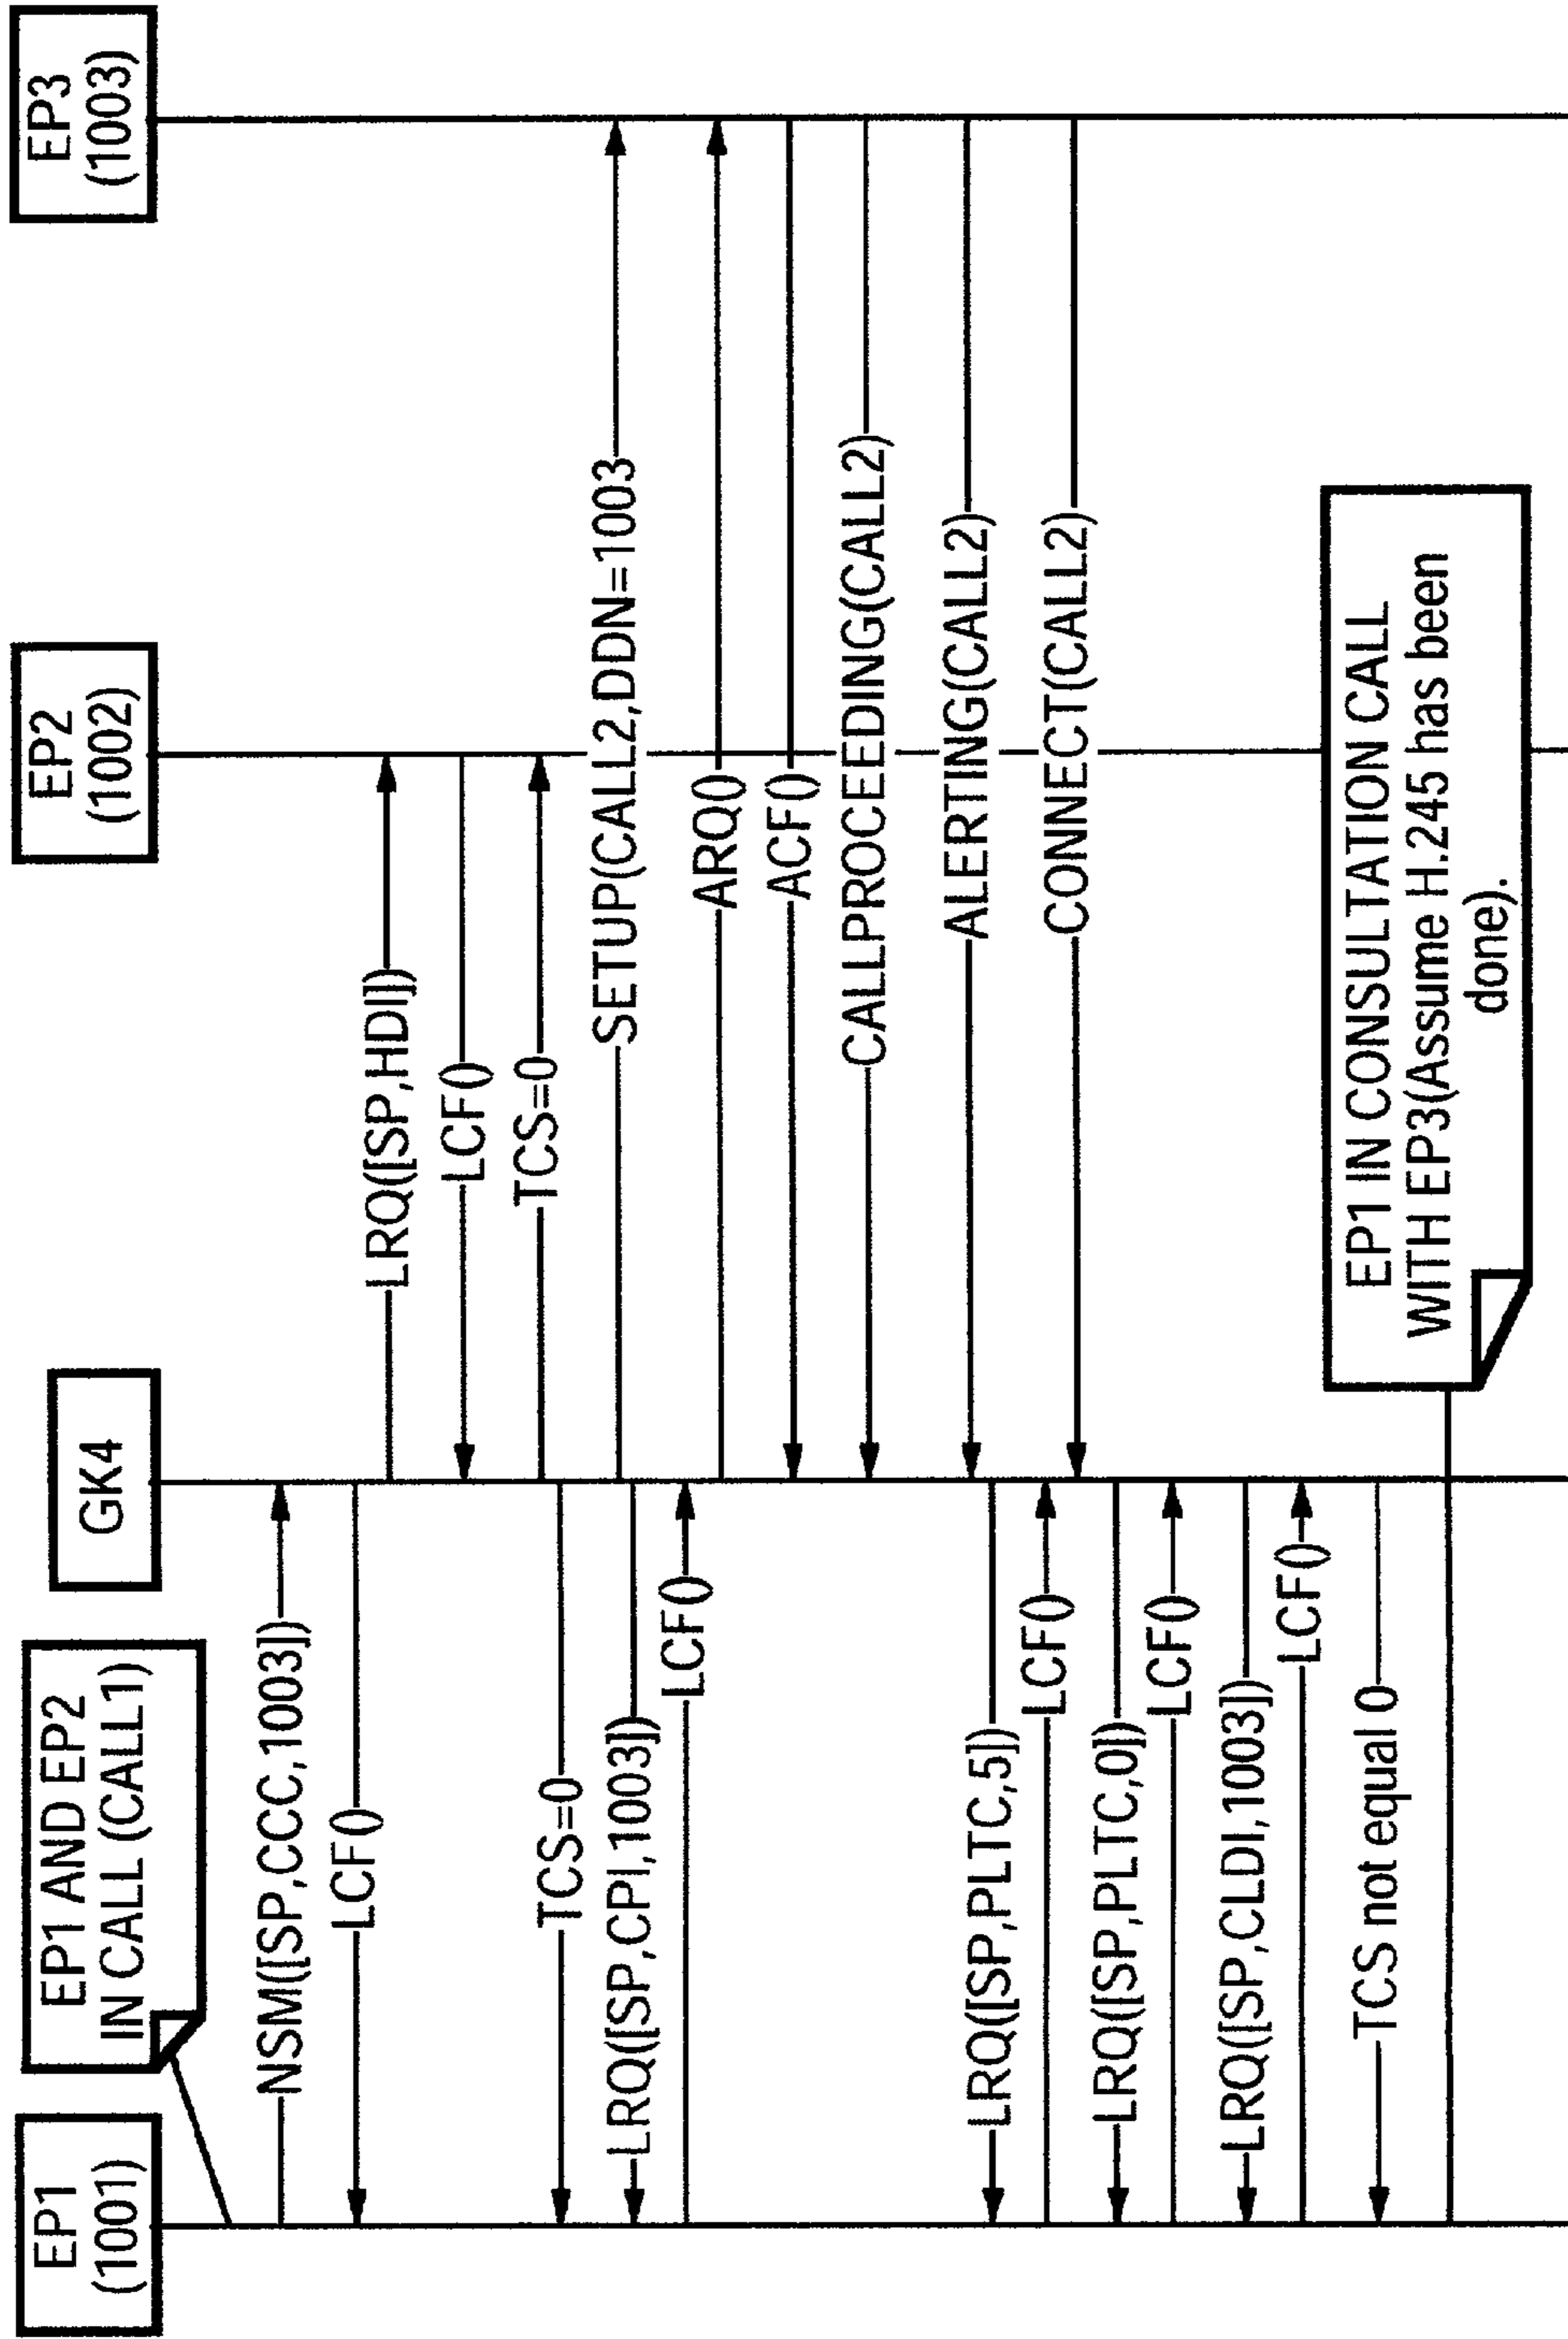 EP1
(1001)
EP1 AND EP2
IN CALL (CALL1)
GK4
EP2
(1002)
EP3
(1003)
NSM([SP,CCC,1003])
LCF()
LRQ([SP,HDI])
LCF()
TCS=0
TCS=0
SETUP(CALL2,DDN=1003
LRQ([SP,CPI,1003])
LCF()
ARQ()
ACF()
CALLPROCEEDING(CALL2)
ALERTING(CALL2)
LRQ([SP,PLTC,5])
LCF()
CONNECT(CALL2)
LRQ([SP,PLTC,0])
LCF()
LRQ([SP,CLDI,1003])
LCF()
TCS not equal 0
EP1 IN CONSULTATION CALL
WITH EP3(Assume H.245 has been
done).